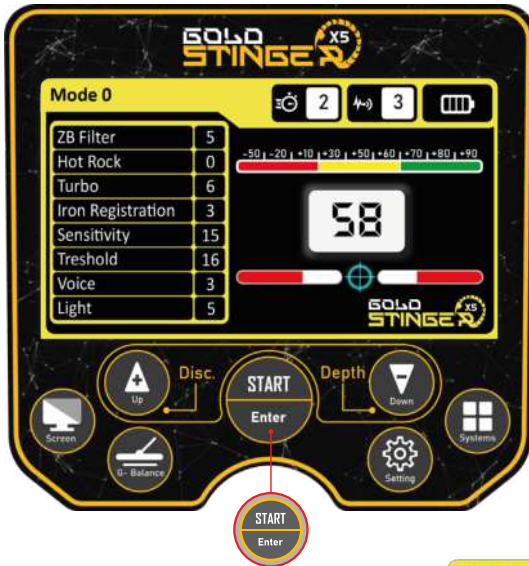 GOLD STINGER X5
Mode 0
2
3
ZB Filter 5
Hot Rock 0
Turbo 6
Iron Registration 3
Sensitivity 15
Treshold 16
Voice 3
Light 5
-50 -20 +10 +30 +50 +60 +70 +80 +90
58
GOLD STINGER X5
Up
Disc.
START
Enter
Depth
Down
Screen
G- Balance
Setting
Systems
START
Enter